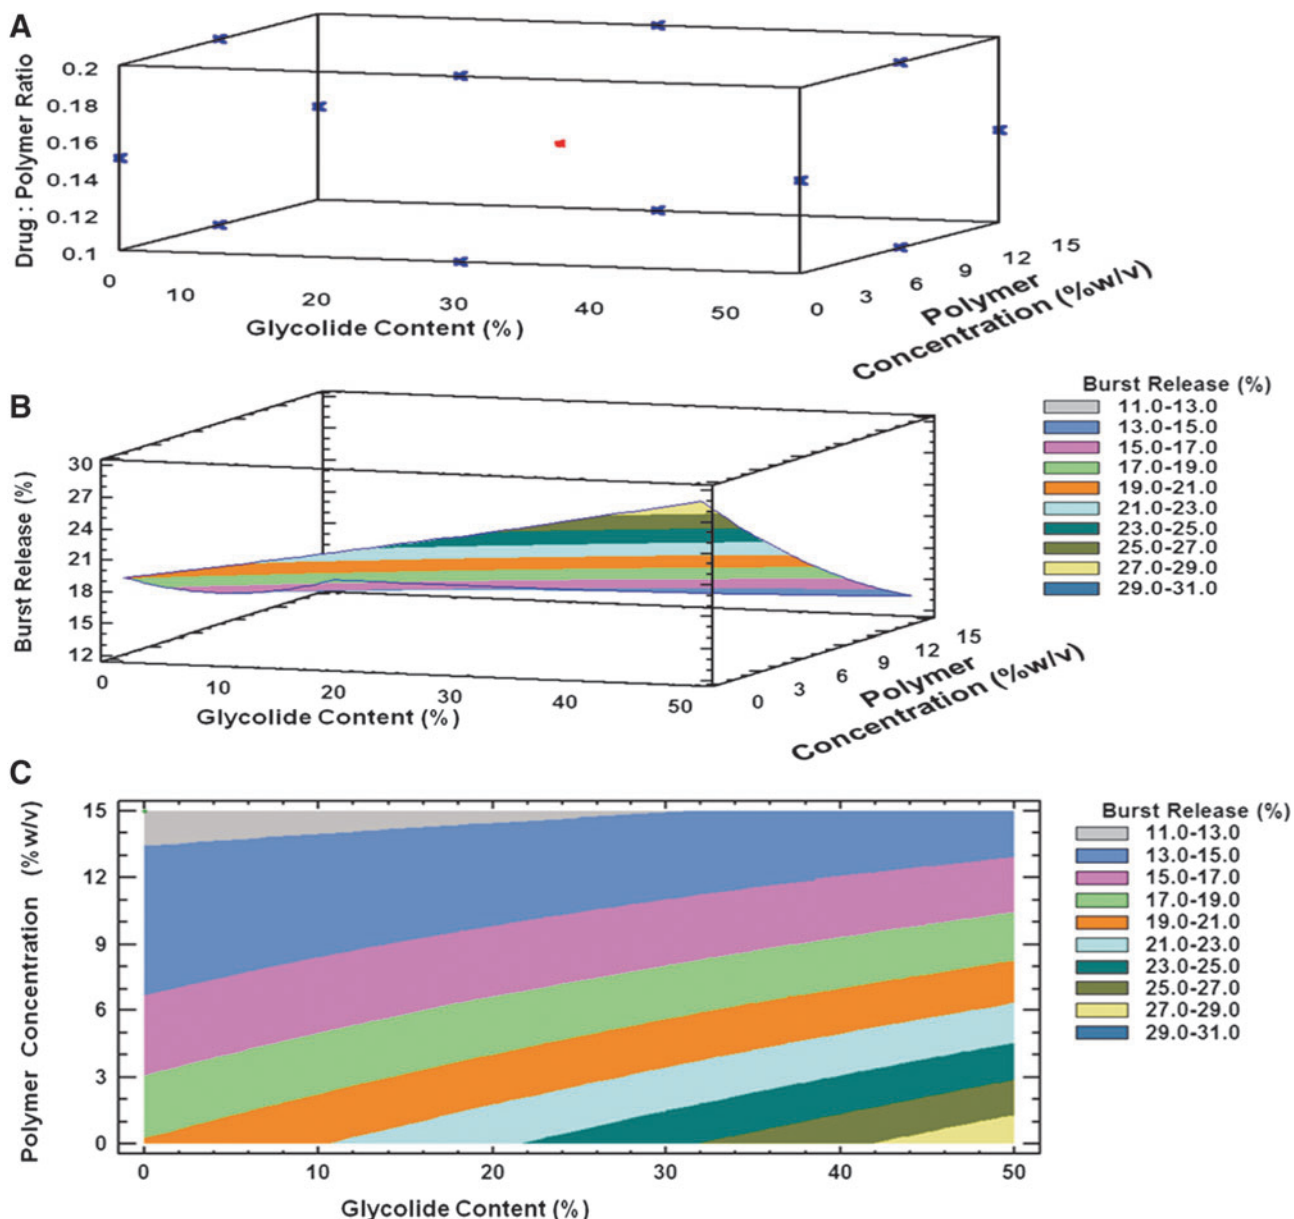 A
Drug : Polymer Ratio
0.2
0.18
0.16
0.14
0.12
0.1
0 10 20 30 40 50
Glycolide Content (%)
0 3 6 9 12 15
Polymer
Concentration (%w/v)
B
Burst Release (%)
30
27
24
21
18
15
12
0 10 20 30 40 50
Glycolide Content (%)
0 3 6 9 12 15
Polymer
Concentration (%w/v)
Burst Release (%)
11.0-13.0
13.0-15.0
15.0-17.0
17.0-19.0
19.0-21.0
21.0-23.0
23.0-25.0
25.0-27.0
27.0-29.0
29.0-31.0
C
Polymer Concentration (%w/v)
15
12
9
6
3
0
0 10 20 30 40 50
Glycolide Content (%)
Burst Release (%)
11.0-13.0
13.0-15.0
15.0-17.0
17.0-19.0
19.0-21.0
21.0-23.0
23.0-25.0
25.0-27.0
27.0-29.0
29.0-31.0